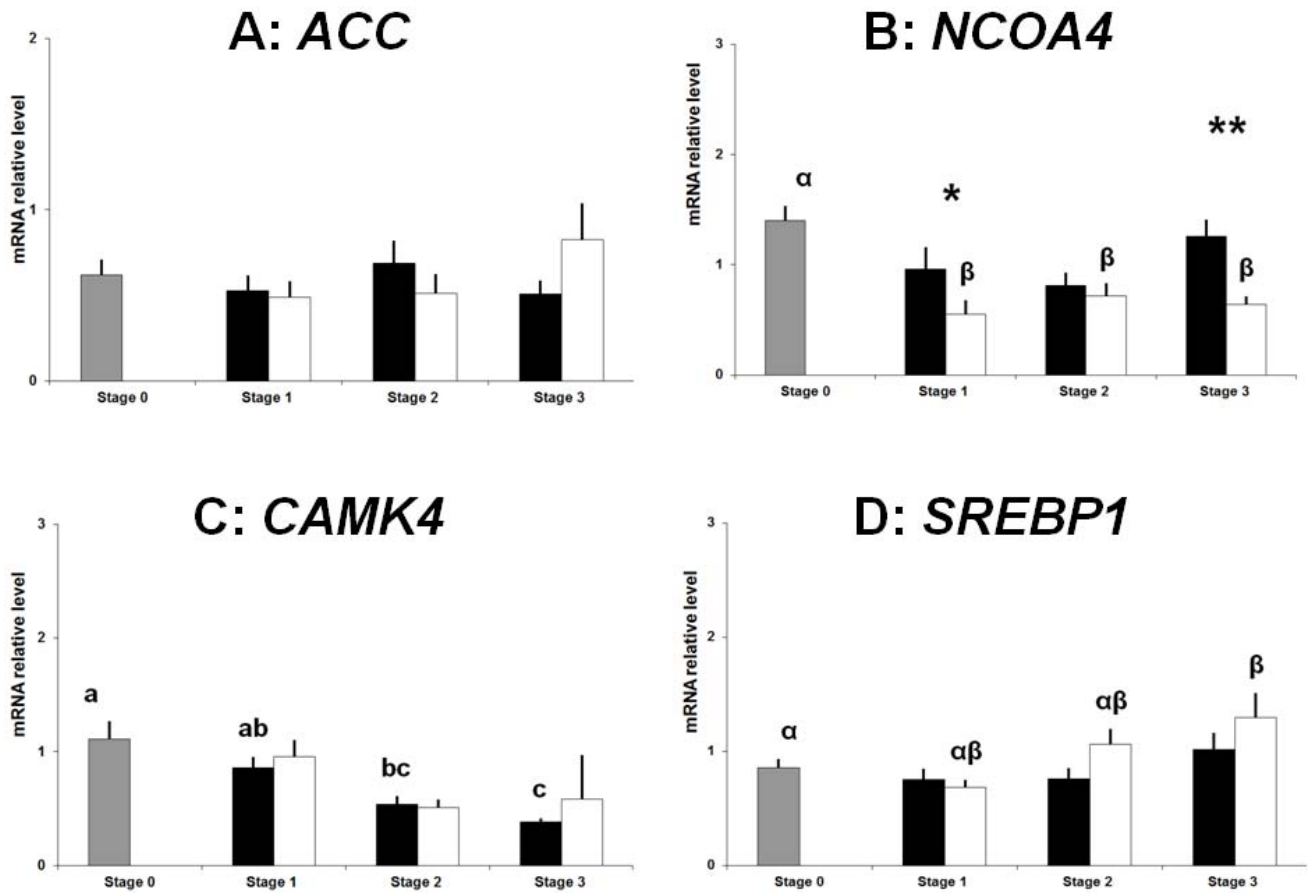 A: ACC
mRNA relative level
2
1
0
Stage 0 Stage 1 Stage 2 Stage 3
B: NCOA4
mRNA relative level
3
2
1
0
α
*
β
β
**
β
Stage 0 Stage 1 Stage 2 Stage 3
C: CAMK4
mRNA relative level
3
2
1
0
a
ab
bc
c
Stage 0 Stage 1 Stage 2 Stage 3
D: SREBP1
mRNA relative level
3
2
1
0
α
αβ
αβ
β
Stage 0 Stage 1 Stage 2 Stage 3